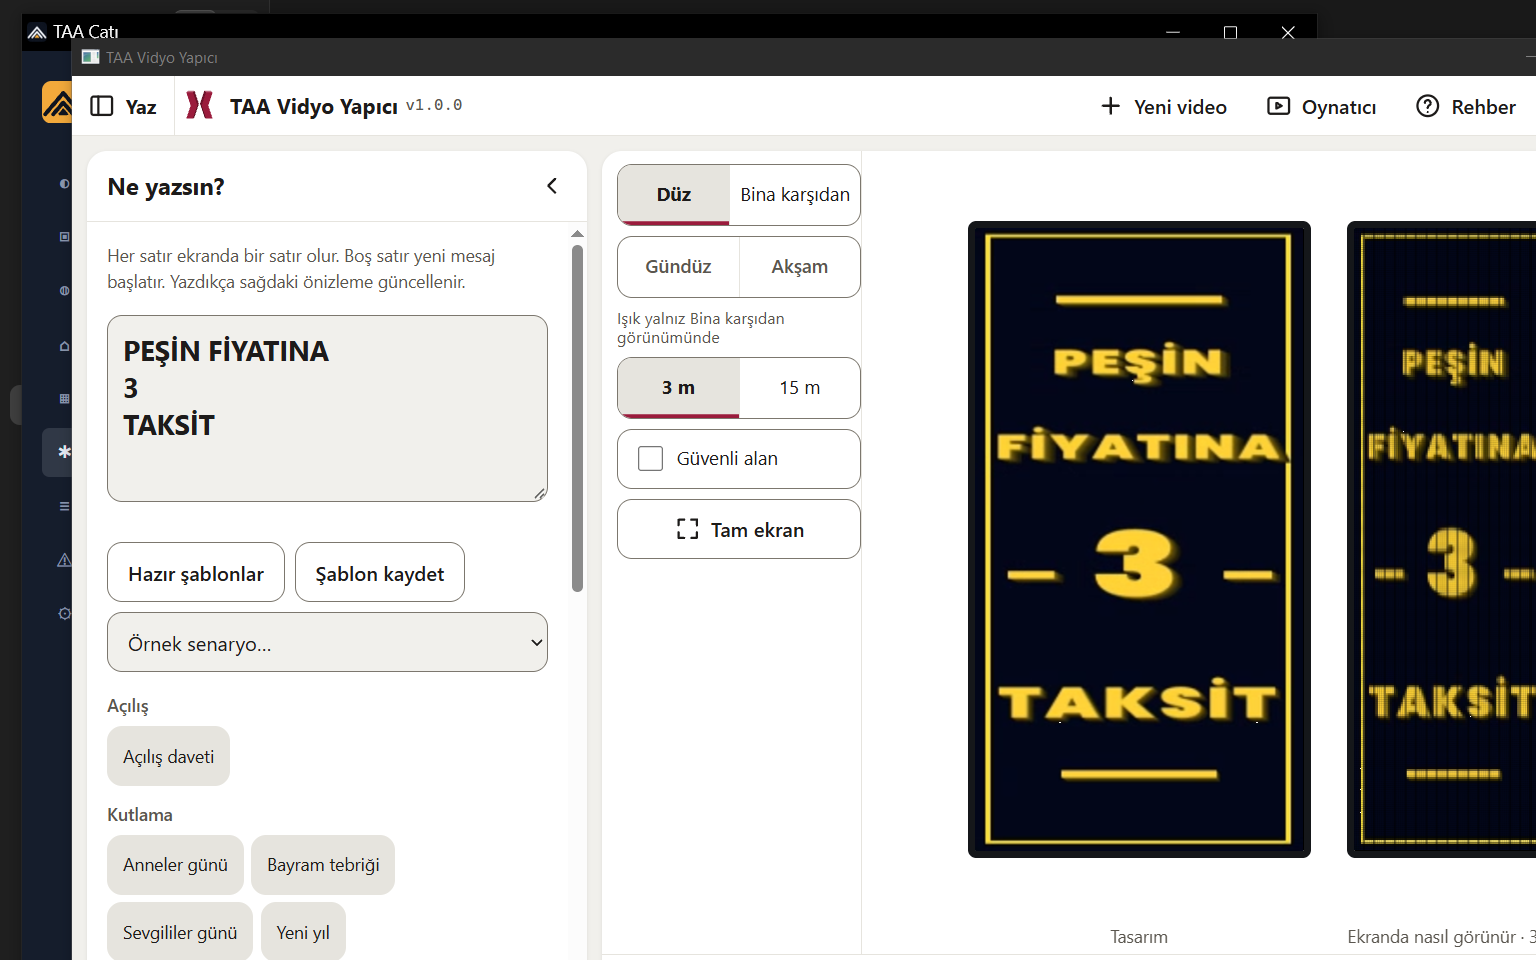 TAA Catı
TAA Vidyo Yapıcı
Yaz
TAA Vidyo Yapıcı v1.0.0
Yeni video
Oynatıcı
Rehber
Ne yazsın?
Her satır ekranda bir satır olur. Boş satır yeni mesaj
başlatır. Yazdıkça sağdaki önizleme güncellenir.
PEŞİN FİYATINA
3
TAKSİT
Hazır şablonlar
Şablon kaydet
Örnek senaryo...
Açılış
Açılış daveti
Kutlama
Anneler günü
Bayram tebriği
Sevgililer günü
Yeni yıl
Düz
Bina karşıdan
Gündüz
Akşam
Işık yalnız Bina karşıdan
görünümünde
3 m
15 m
Güvenli alan
Tam ekran
PEŞİN
FİYATINA
3
TAKSİT
Tasarım
PEŞİN
FİYATINA
3
TAKSİT
Ekranda nasıl görünür · 3